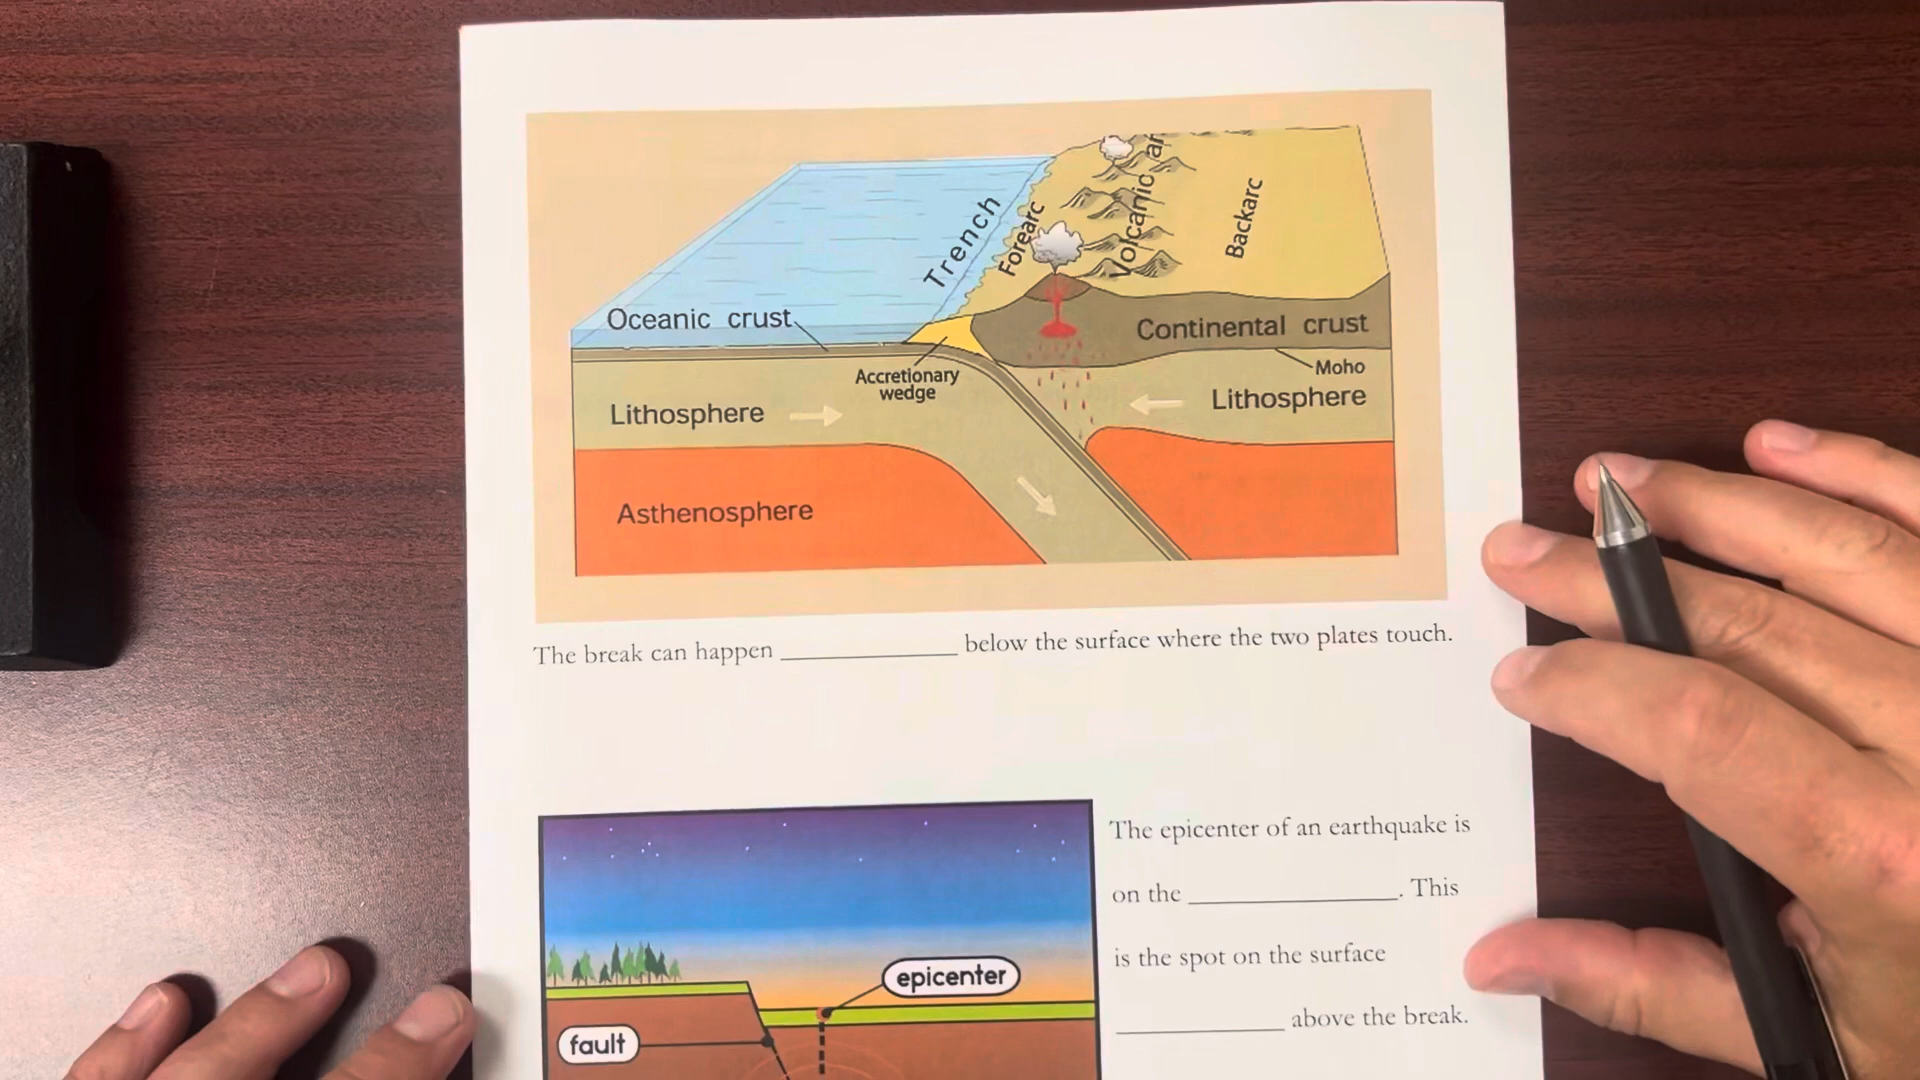 Trench
Forearc
Volcanic
Backarc
Oceanic crust
Continental crust
Accretionary
wedge
Moho
Lithosphere
Lithosphere
Asthenosphere
The break can happen ____________ below the surface where the two plates touch.
The epicenter of an earthquake is
on the ____________. This
is the spot on the surface
____________ above the break.
epicenter
fault